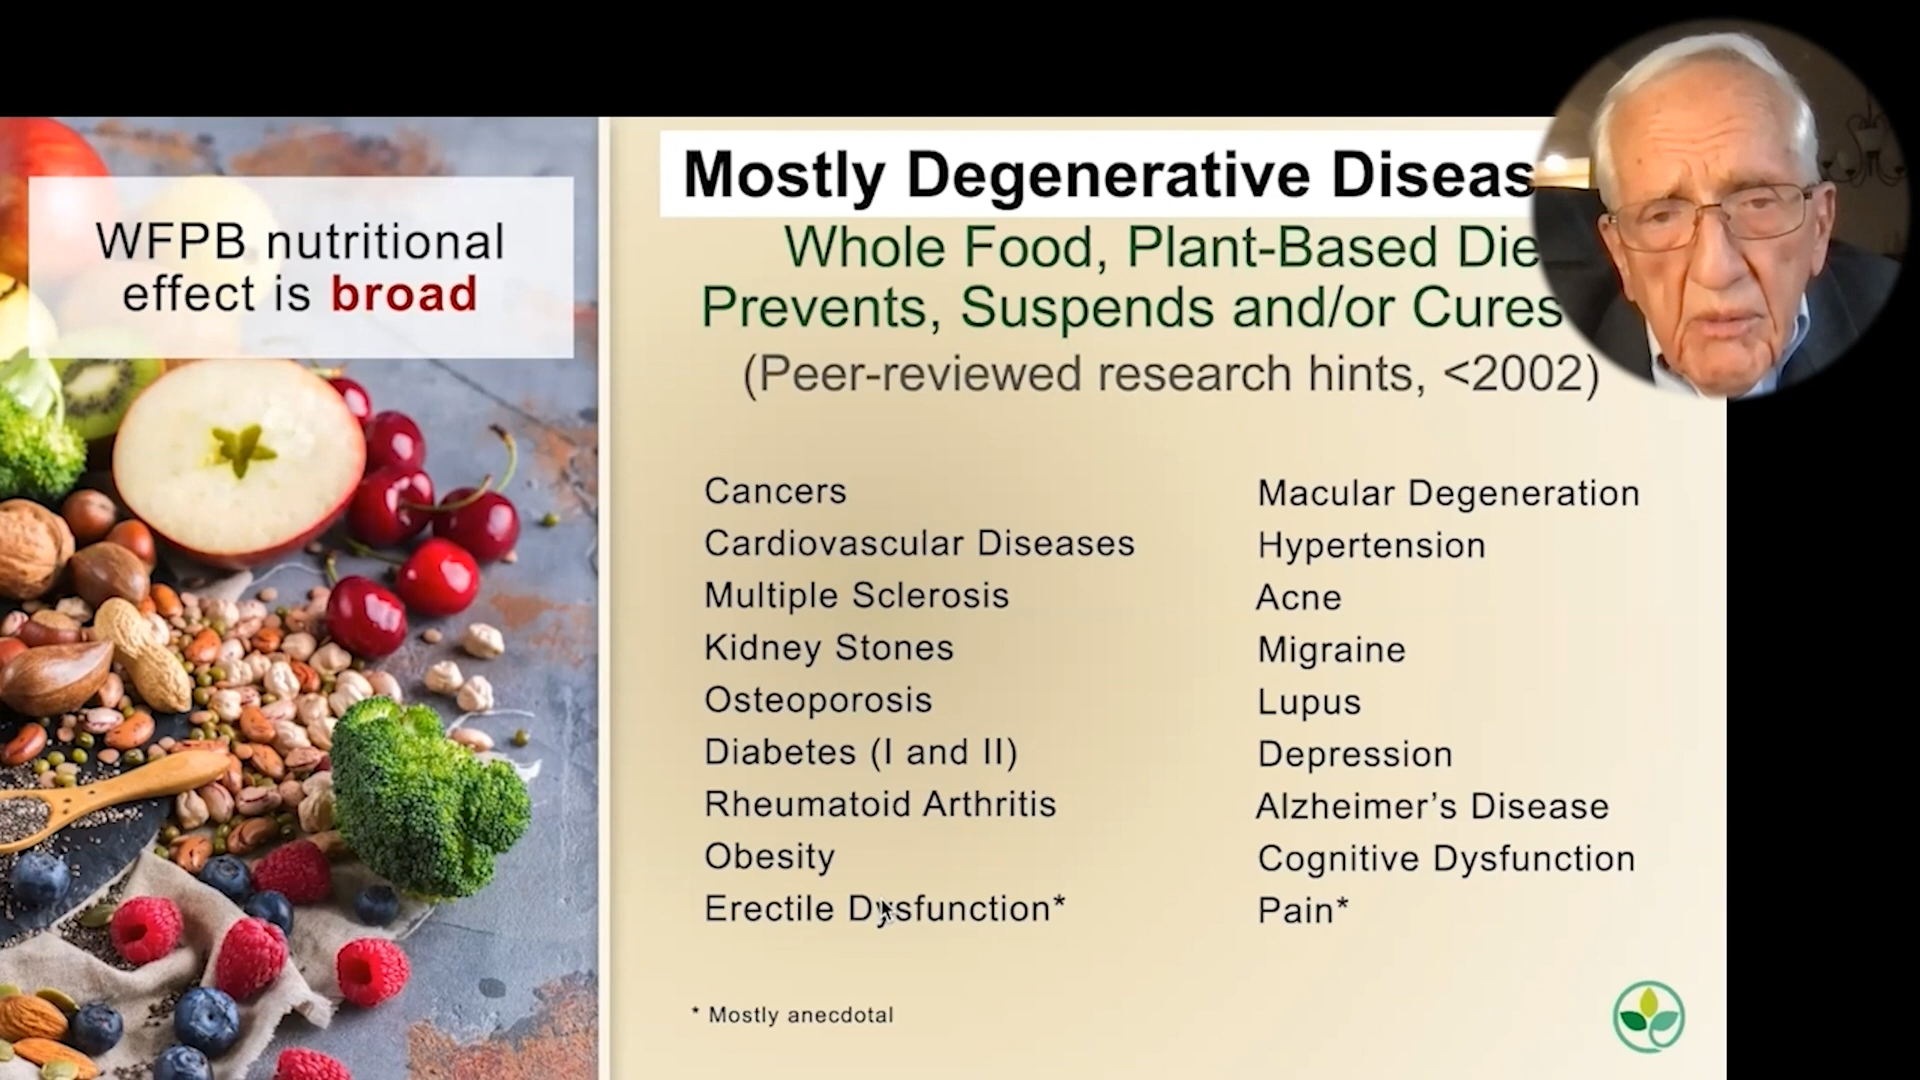 WFPB nutritional
effect is broad
Mostly Degenerative Diseas
Whole Food, Plant-Based Die
Prevents, Suspends and/or Cures
(Peer-reviewed research hints, <2002)
Cancers
Cardiovascular Diseases
Multiple Sclerosis
Kidney Stones
Osteoporosis
Diabetes (I and II)
Rheumatoid Arthritis
Obesity
Erectile Dysfunction*
Macular Degeneration
Hypertension
Acne
Migraine
Lupus
Depression
Alzheimer’s Disease
Cognitive Dysfunction
Pain*
* Mostly anecdotal